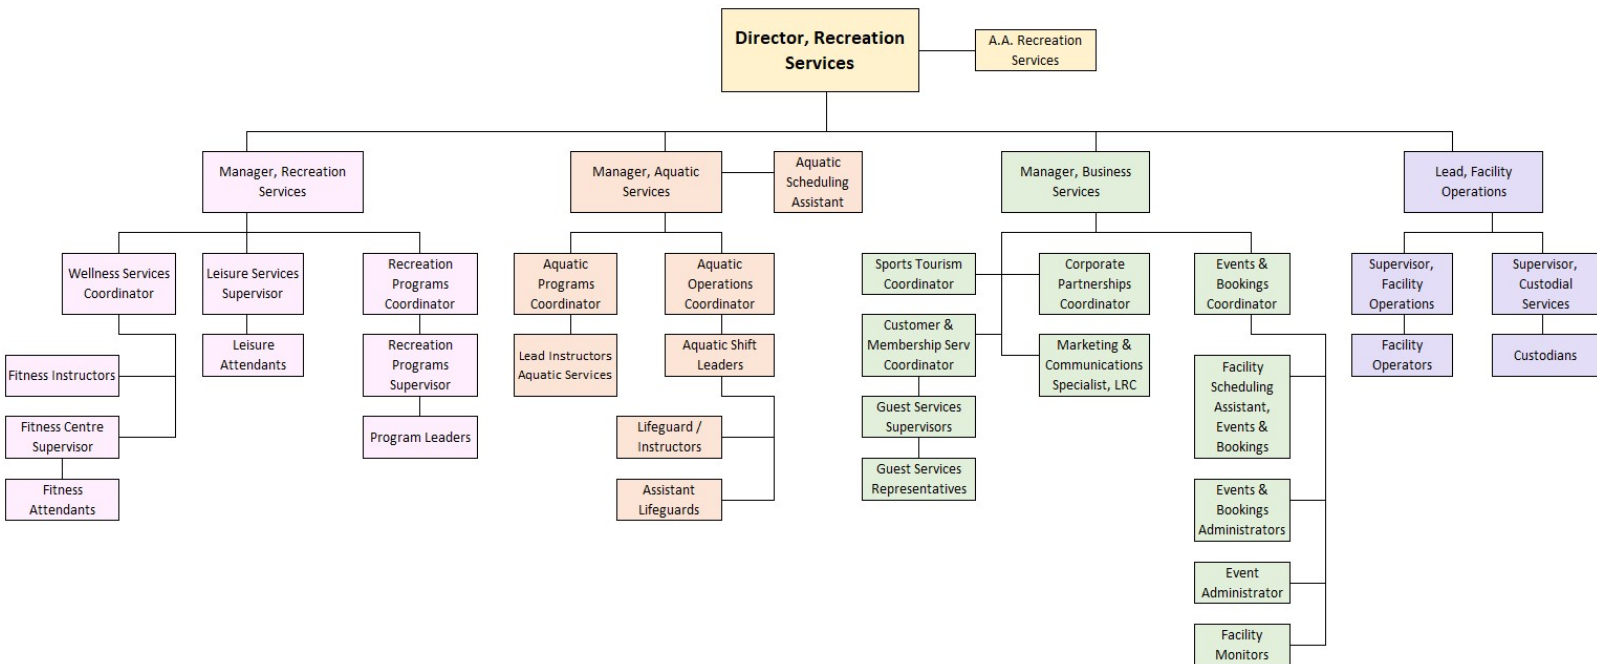 Director, Recreation
Services
A.A. Recreation
Services
Manager, Recreation
Services
Manager, Aquatic
Services
Aquatic
Scheduling
Assistant
Manager, Business
Services
Lead, Facility
Operations
Wellness Services
Coordinator
Leisure Services
Supervisor
Recreation
Programs
Coordinator
Aquatic
Programs
Coordinator
Aquatic
Operations
Coordinator
Sports Tourism
Coordinator
Corporate
Partnerships
Coordinator
Events &
Bookings
Coordinator
Supervisor,
Facility
Operations
Supervisor,
Custodial
Services
Fitness Instructors
Leisure
Attendants
Recreation
Programs
Supervisor
Lead Instructors
Aquatic Services
Aquatic Shift
Leaders
Customer &
Membership Serv
Coordinator
Marketing &
Communications
Specialist, LRC
Facility
Scheduling
Assistant,
Events &
Bookings
Facility
Operators
Custodians
Fitness Centre
Supervisor
Program Leaders
Lifeguard /
Instructors
Guest Services
Supervisors
Fitness
Attendants
Assistant
Lifeguards
Guest Services
Representatives
Events &
Bookings
Administrators
Event
Administrator
Facility
Monitors